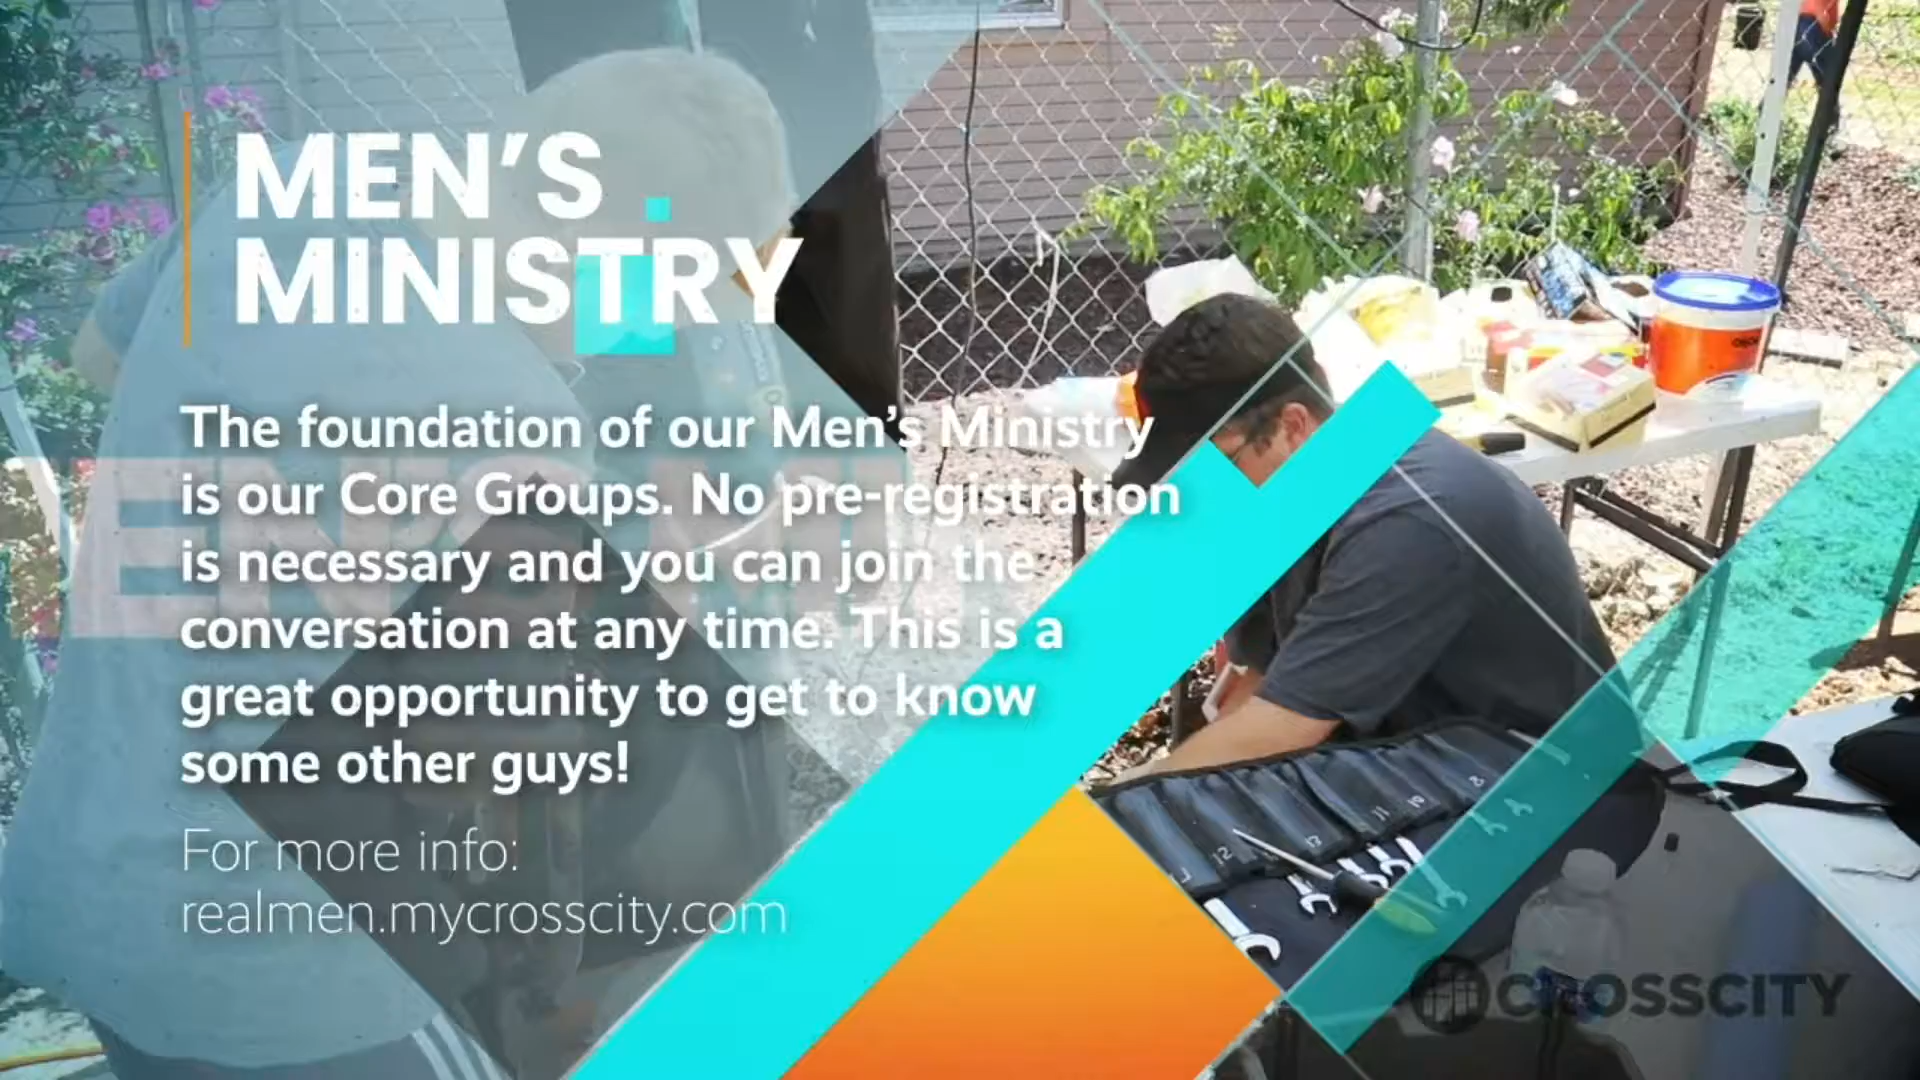 MEN'S
MINISTRY
The foundation of our Men's Ministry
is our Core Groups. No pre-registration
is necessary and you can join the
conversation at any time. This is a
great opportunity to get to know
some other guys!
For more info:
realmen.mycrosscity.com
CROSSCITY